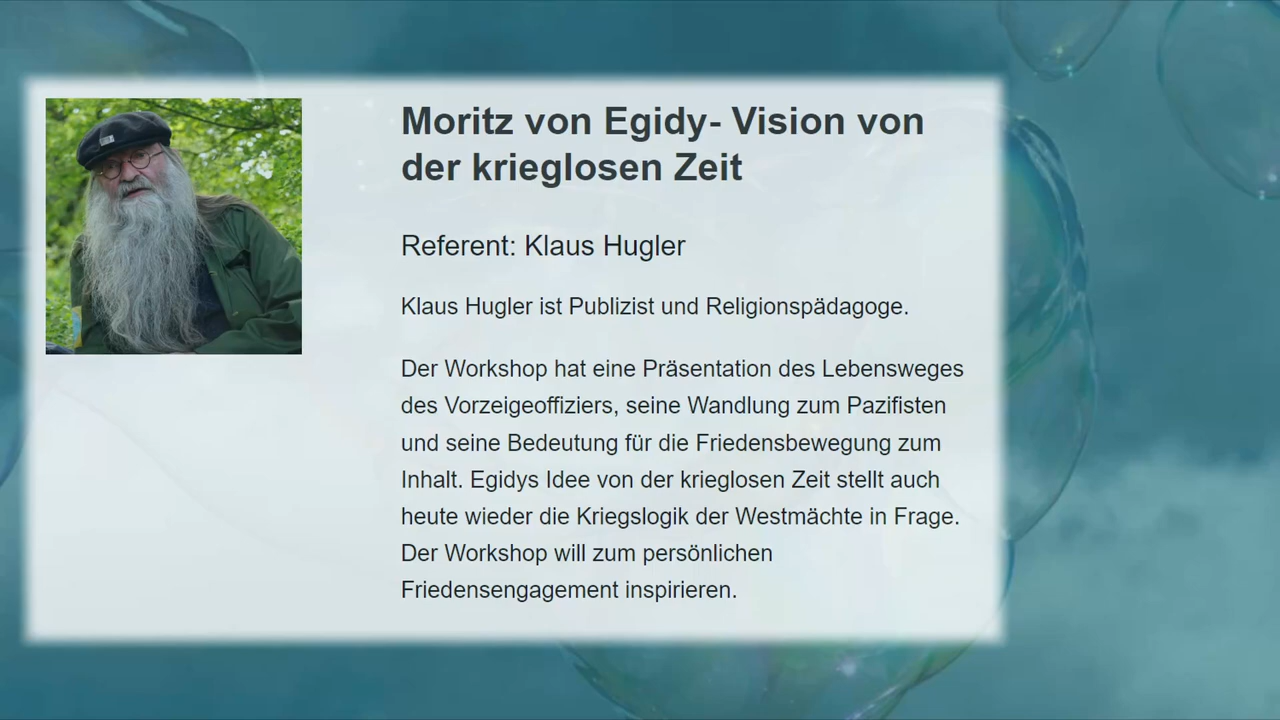 Moritz von Egidy- Vision von
der krieglosen Zeit
Referent: Klaus Hugler
Klaus Hugler ist Publizist und Religionspädagoge.
Der Workshop hat eine Präsentation des Lebensweges
des Vorzeigeoffiziers, seine Wandlung zum Pazifisten
und seine Bedeutung für die Friedensbewegung zum
Inhalt. Egidys Idee von der krieglosen Zeit stellt auch
heute wieder die Kriegslogik der Westmächte in Frage.
Der Workshop will zum persönlichen
Friedensengagement inspirieren.